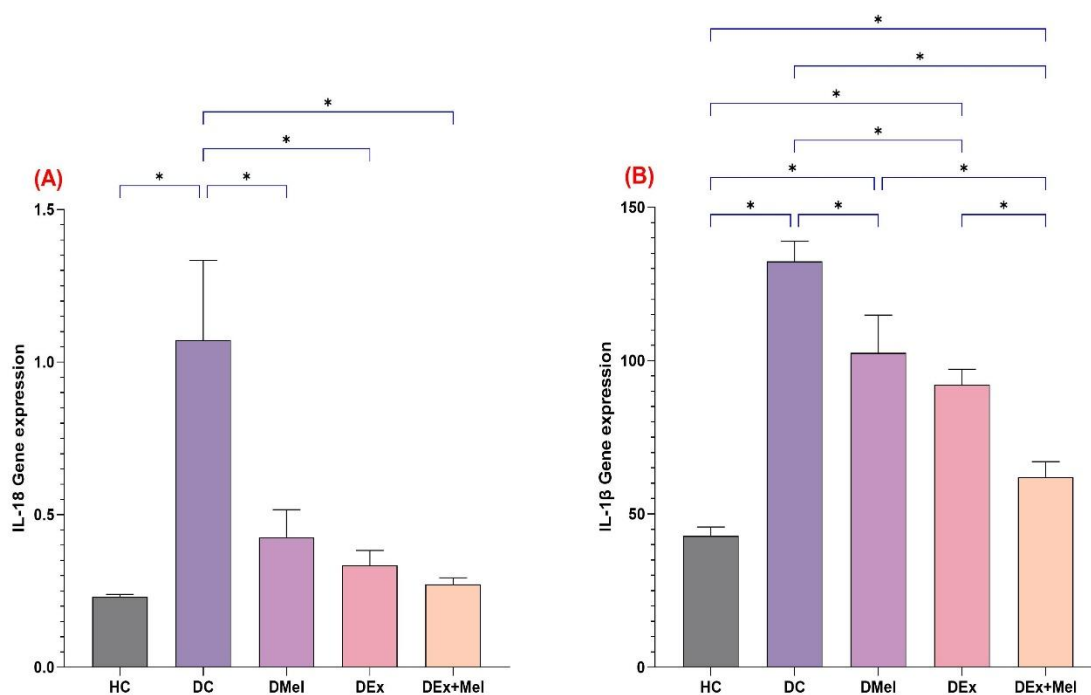 (A)
* * * *
1.5
1.0
0.5
0.0
IL-18 Gene expression
HC DC DMel DEx DEx+Mel
(B)
* * * * * * * * *
150
100
50
0
IL-1β Gene expression
HC DC DMel DEx DEx+Mel